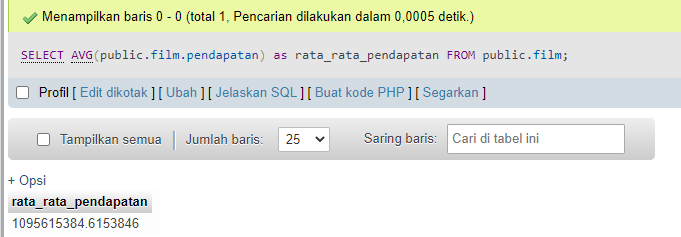 Menampilkan baris 0 - 0 (total 1, Pencarian dilakukan dalam 0,0005 detik.)
SELECT AVG(public.film.pendapatan) as rata_rata_pendapatan FROM public.film;
Profil [ Edit dikotak ] [ Ubah ] [ Jelaskan SQL ] [ Buat kode PHP ] [ Segarkan ]
Tampilkan semua Jumlah baris: 25 Saring baris: Cari di tabel ini
+ Opsi
rata_rata_pendapatan
1095615384.6153846